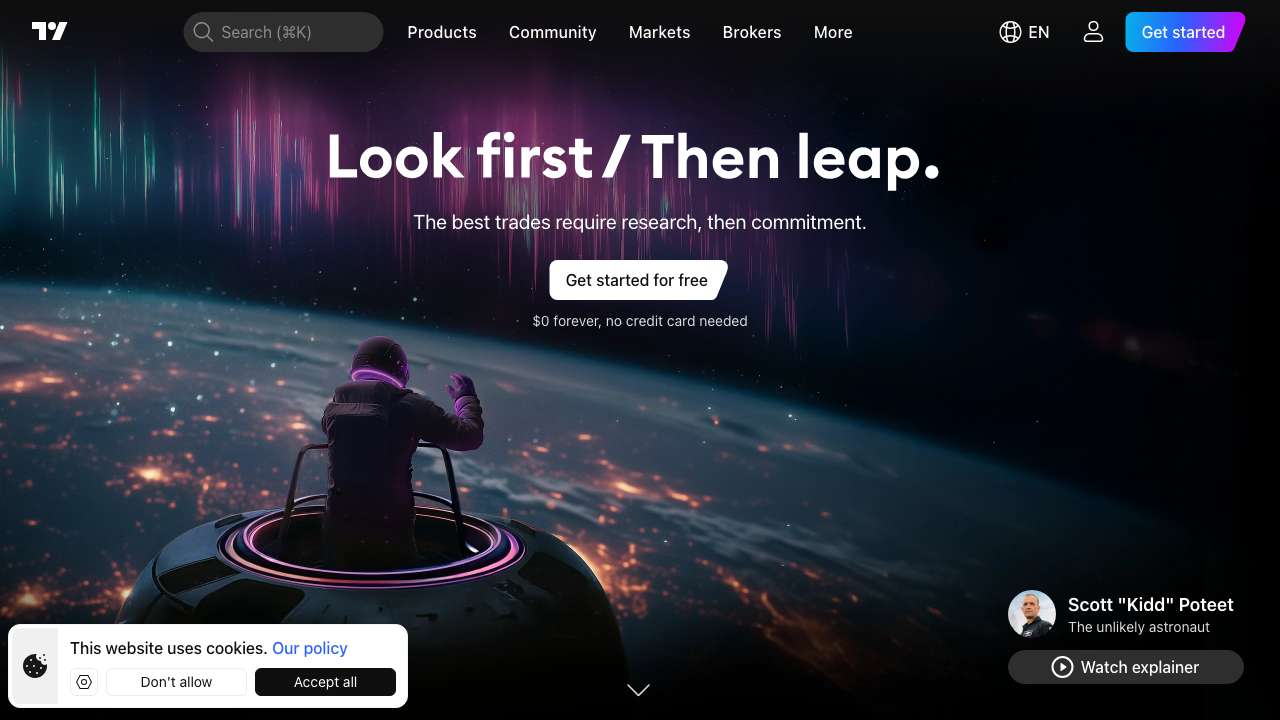 Search (⌘K)
Products
Community
Markets
Brokers
More
EN
Get started
Look first / Then leap.
The best trades require research, then commitment.
Get started for free
$0 forever, no credit card needed
Scott "Kidd" Poteet
The unlikely astronaut
Watch explainer
This website uses cookies. Our policy
Don't allow
Accept all